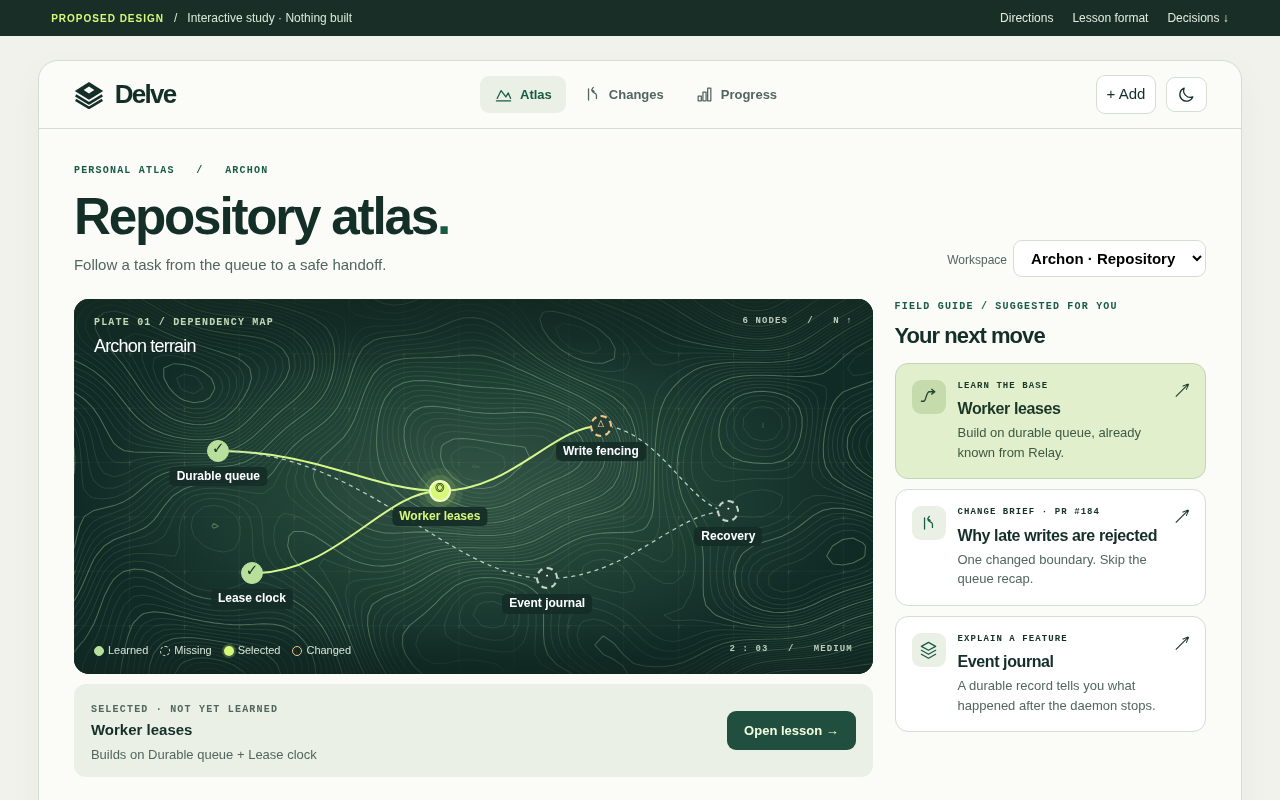 PROPOSED DESIGN / Interactive study · Nothing built
Directions Lesson format Decisions ↓
Delve
Atlas Changes Progress
+ Add
PERSONAL ATLAS / ARCHON
Repository atlas.
Follow a task from the queue to a safe handoff.
Workspace Archon · Repository
PLATE 01 / DEPENDENCY MAP
6 NODES / N ↑
Archon terrain
Write fencing
Durable queue
Worker leases
Recovery
Lease clock
Event journal
Learned Missing Selected Changed
2 : 03 / MEDIUM
SELECTED · NOT YET LEARNED
Worker leases
Builds on Durable queue + Lease clock
Open lesson →
FIELD GUIDE / SUGGESTED FOR YOU
Your next move
LEARN THE BASE
Worker leases
Build on durable queue, already
known from Relay.
CHANGE BRIEF · PR #184
Why late writes are rejected
One changed boundary. Skip the
queue recap.
EXPLAIN A FEATURE
Event journal
A durable record tells you what
happened after the daemon stops.